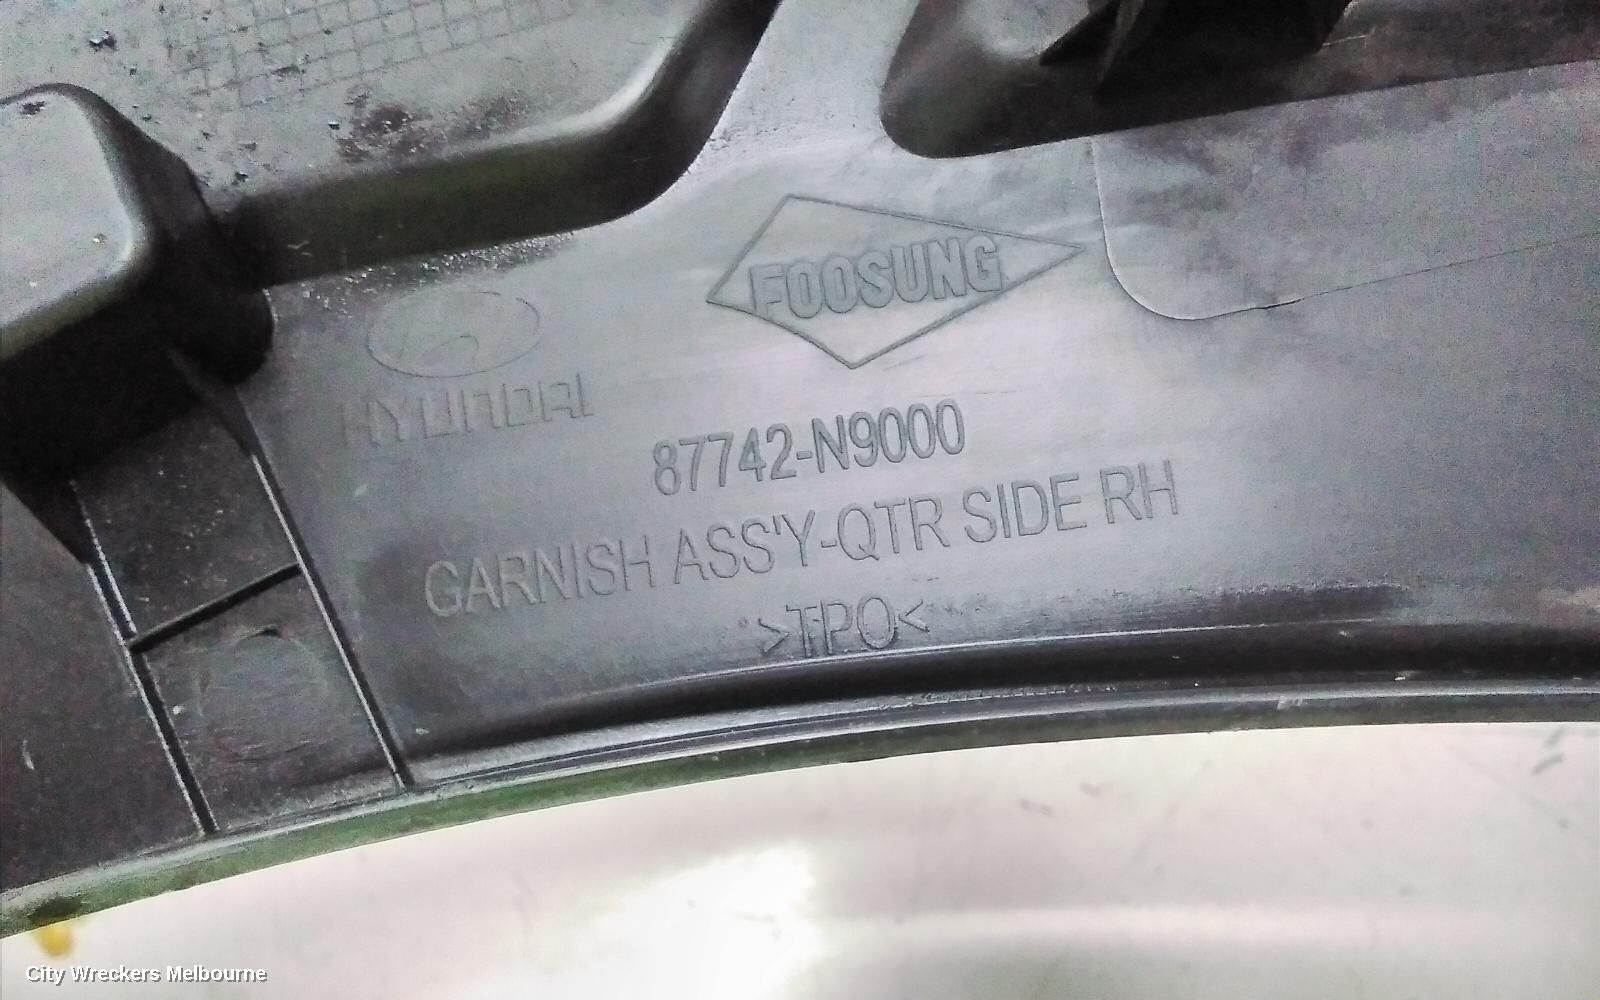 FOOSUNG
HYUNDAI
87742-N9000
GARNISH ASS'Y-QTR SIDE RH
>TPO<
City Wreckers Melbourne